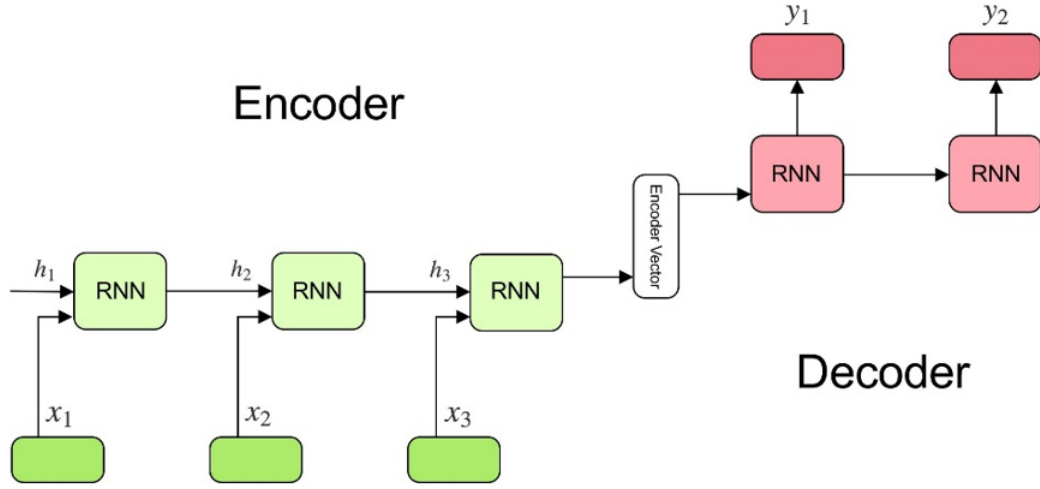 y₁
y₂
Encoder
RNN
RNN
Encoder Vector
h₁
RNN
h₂
RNN
h₃
RNN
Decoder
x₁
x₂
x₃